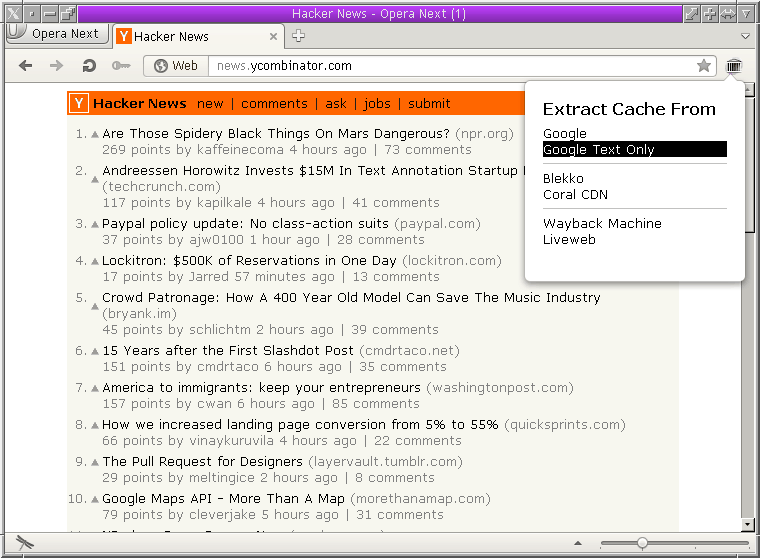 Hacker News - Opera Next (1)
Opera Next
Y Hacker News
Web
news.ycombinator.com
Y Hacker News new | comments | ask | jobs | submit
Extract Cache From
Google
Google Text Only
Blekko
Coral CDN
Wayback Machine
Liveweb
1. Are Those Spidery Black Things On Mars Dangerous? (npr.org)
269 points by kaffeinecoma 4 hours ago | 73 comments
2. Andreessen Horowitz Invests $15M In Text Annotation Startup
(techcrunch.com)
117 points by kapilkale 4 hours ago | 41 comments
3. Paypal policy update: No class-action suits (paypal.com)
37 points by ajw0100 1 hour ago | 28 comments
4. Lockitron: $500K of Reservations in One Day (lockitron.com)
17 points by Jarred 57 minutes ago | 13 comments
5. Crowd Patronage: How A 400 Year Old Model Can Save The Music Industry
(bryank.im)
45 points by schlichtm 2 hours ago | 39 comments
6. 15 Years after the First Slashdot Post (cmdrtaco.net)
151 points by cmdrtaco 6 hours ago | 35 comments
7. America to immigrants: keep your entrepreneurs (washingtonpost.com)
157 points by cwan 6 hours ago | 85 comments
8. How we increased landing page conversion from 5% to 55% (quicksprints.com)
66 points by vinaykuruvila 4 hours ago | 22 comments
9. The Pull Request for Designers (layervault.tumblr.com)
29 points by meltingice 2 hours ago | 8 comments
10. Google Maps API - More Than A Map (morethanamap.com)
79 points by cleverjake 5 hours ago | 31 comments